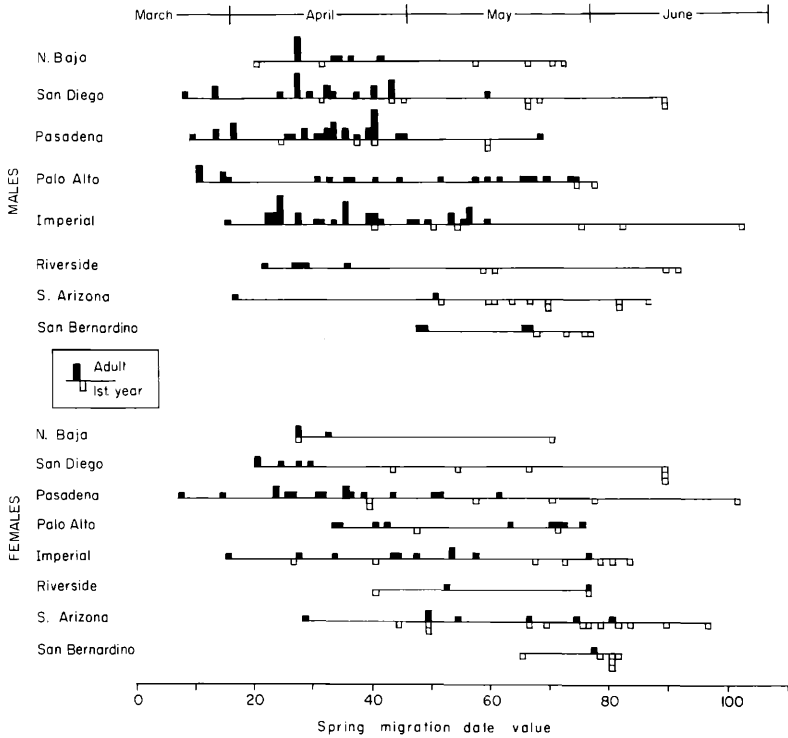 March April May June
MALES
N. Baja
San Diego
Pasadena
Palo Alto
Imperial
Riverside
S. Arizona
San Bernardino
Adult
1st year
FEMALES
N. Baja
San Diego
Pasadena
Palo Alto
Imperial
Riverside
S. Arizona
San Bernardino
0 20 40 60 80 100
Spring migration date value